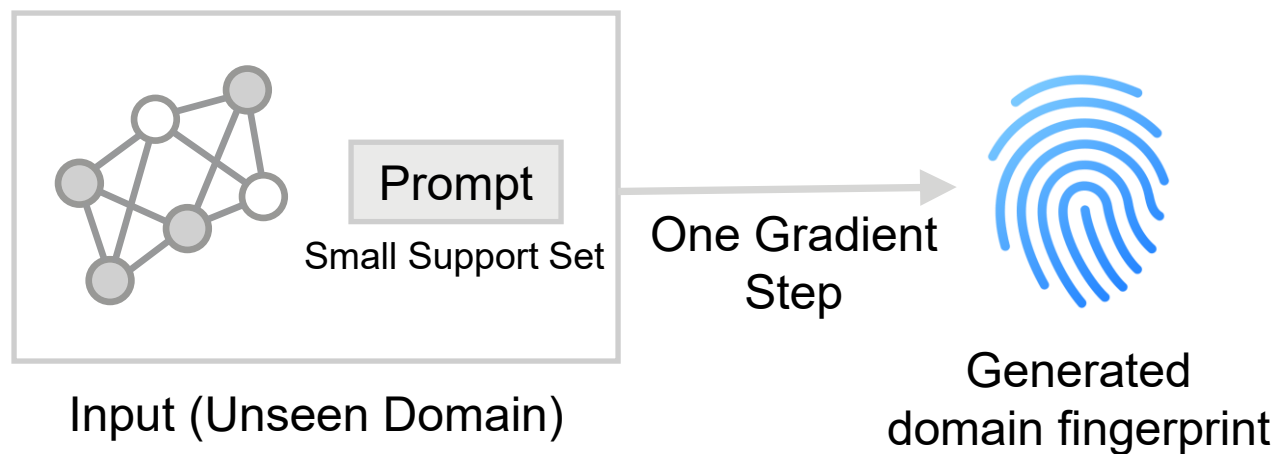 Prompt
Small Support Set
One Gradient
Step
Input (Unseen Domain)
Generated
domain fingerprint